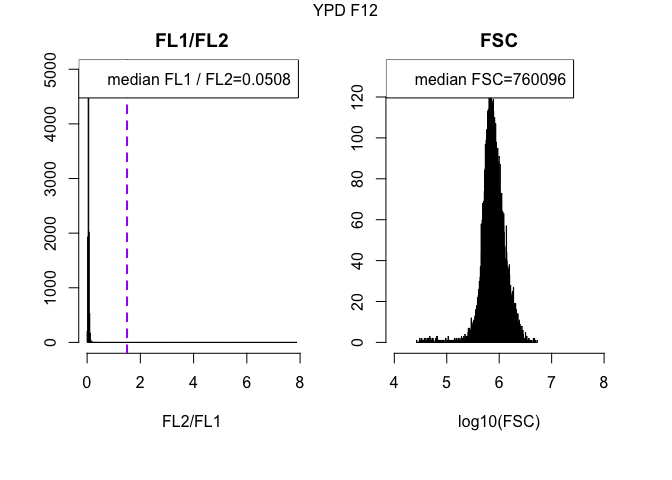 YPD F12
FL1/FL2
median FL1 / FL2=0.0508
5000
4000
3000
2000
1000
0
0 2 4 6 8
FL2/FL1
FSC
median FSC=760096
120
100
80
60
40
20
0
4 5 6 7 8
log10(FSC)